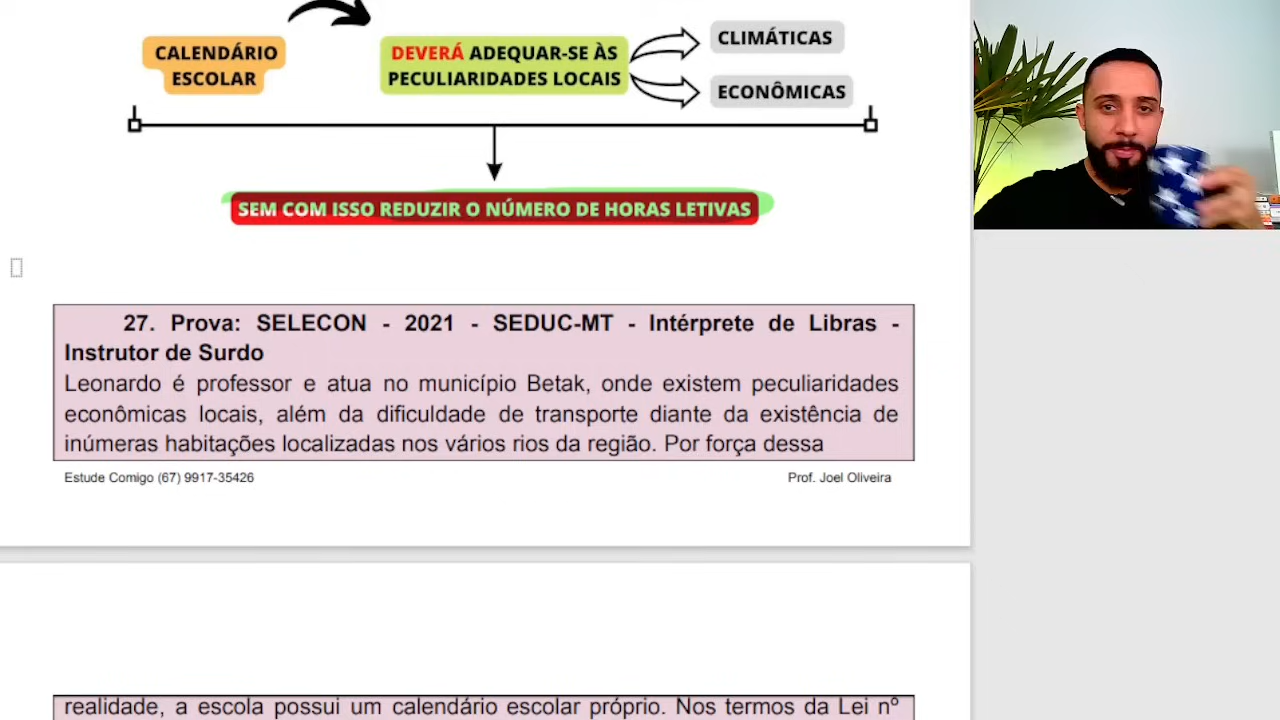 CALENDÁRIO
ESCOLAR
DEVERÁ ADEQUAR-SE ÀS
PECULIARIDADES LOCAIS
CLIMÁTICAS
ECONÔMICAS
SEM COM ISSO REDUZIR O NÚMERO DE HORAS LETIVAS
27. Prova: SELECON - 2021 - SEDUC-MT - Intérprete de Libras -
Instrutor de Surdo
Leonardo é professor e atua no município Betak, onde existem peculiaridades
econômicas locais, além da dificuldade de transporte diante da existência de
inúmeras habitações localizadas nos vários rios da região. Por força dessa
Estude Comigo (67) 9917-35426
Prof. Joel Oliveira
realidade, a escola possui um calendário escolar próprio. Nos termos da Lei nº